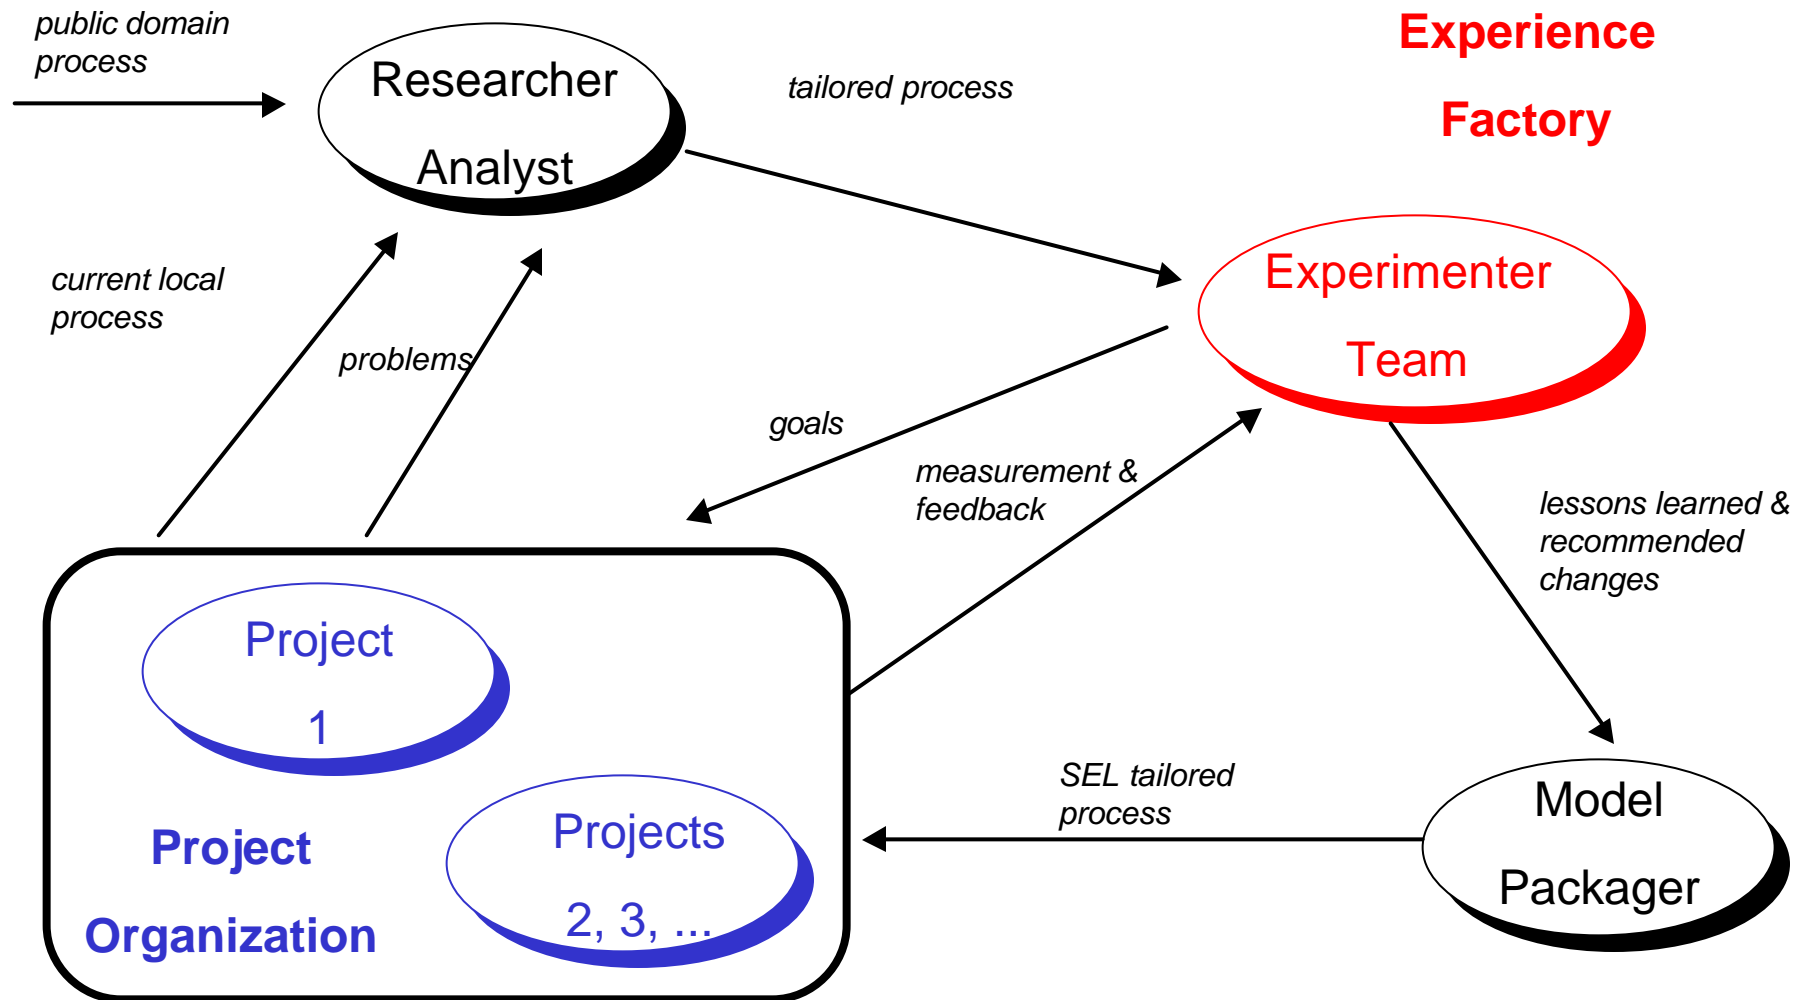 public domain
process
Researcher
Analyst
tailored process
Experience
Factory
current local
process
problems
Experimenter
Team
goals
measurement &
feedback
lessons learned &
recommended
changes
Project
1
Projects
2, 3, ...
Project
Organization
SEL tailored
process
Model
Packager